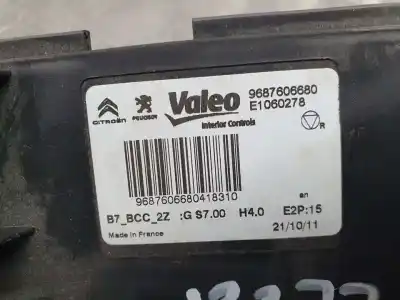 CITROËN PEUGEOT Valeo 9687606680
E1060278
Interior Controls
R
9687606680418310
an
B7_BCC_2Z :G S7.00 H4.0 E2P:15
Made in France 21/10/11